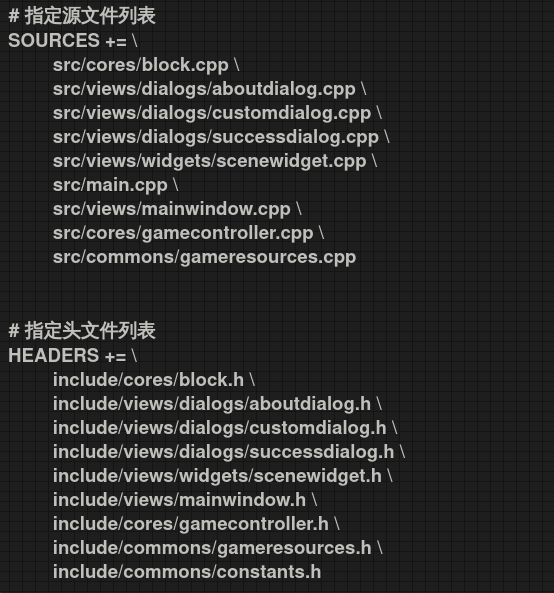 # 指定源文件列表
SOURCES += \
src/cores/block.cpp \
src/views/dialogs/aboutdialog.cpp \
src/views/dialogs/customdialog.cpp \
src/views/dialogs/successdialog.cpp \
src/views/widgets/scenewidget.cpp \
src/main.cpp \
src/views/mainwindow.cpp \
src/cores/gamecontroller.cpp \
src/commons/gameresources.cpp
# 指定头文件列表
HEADERS += \
include/cores/block.h \
include/views/dialogs/aboutdialog.h \
include/views/dialogs/customdialog.h \
include/views/dialogs/successdialog.h \
include/views/widgets/scenewidget.h \
include/views/mainwindow.h \
include/cores/gamecontroller.h \
include/commons/gameresources.h \
include/commons/constants.h